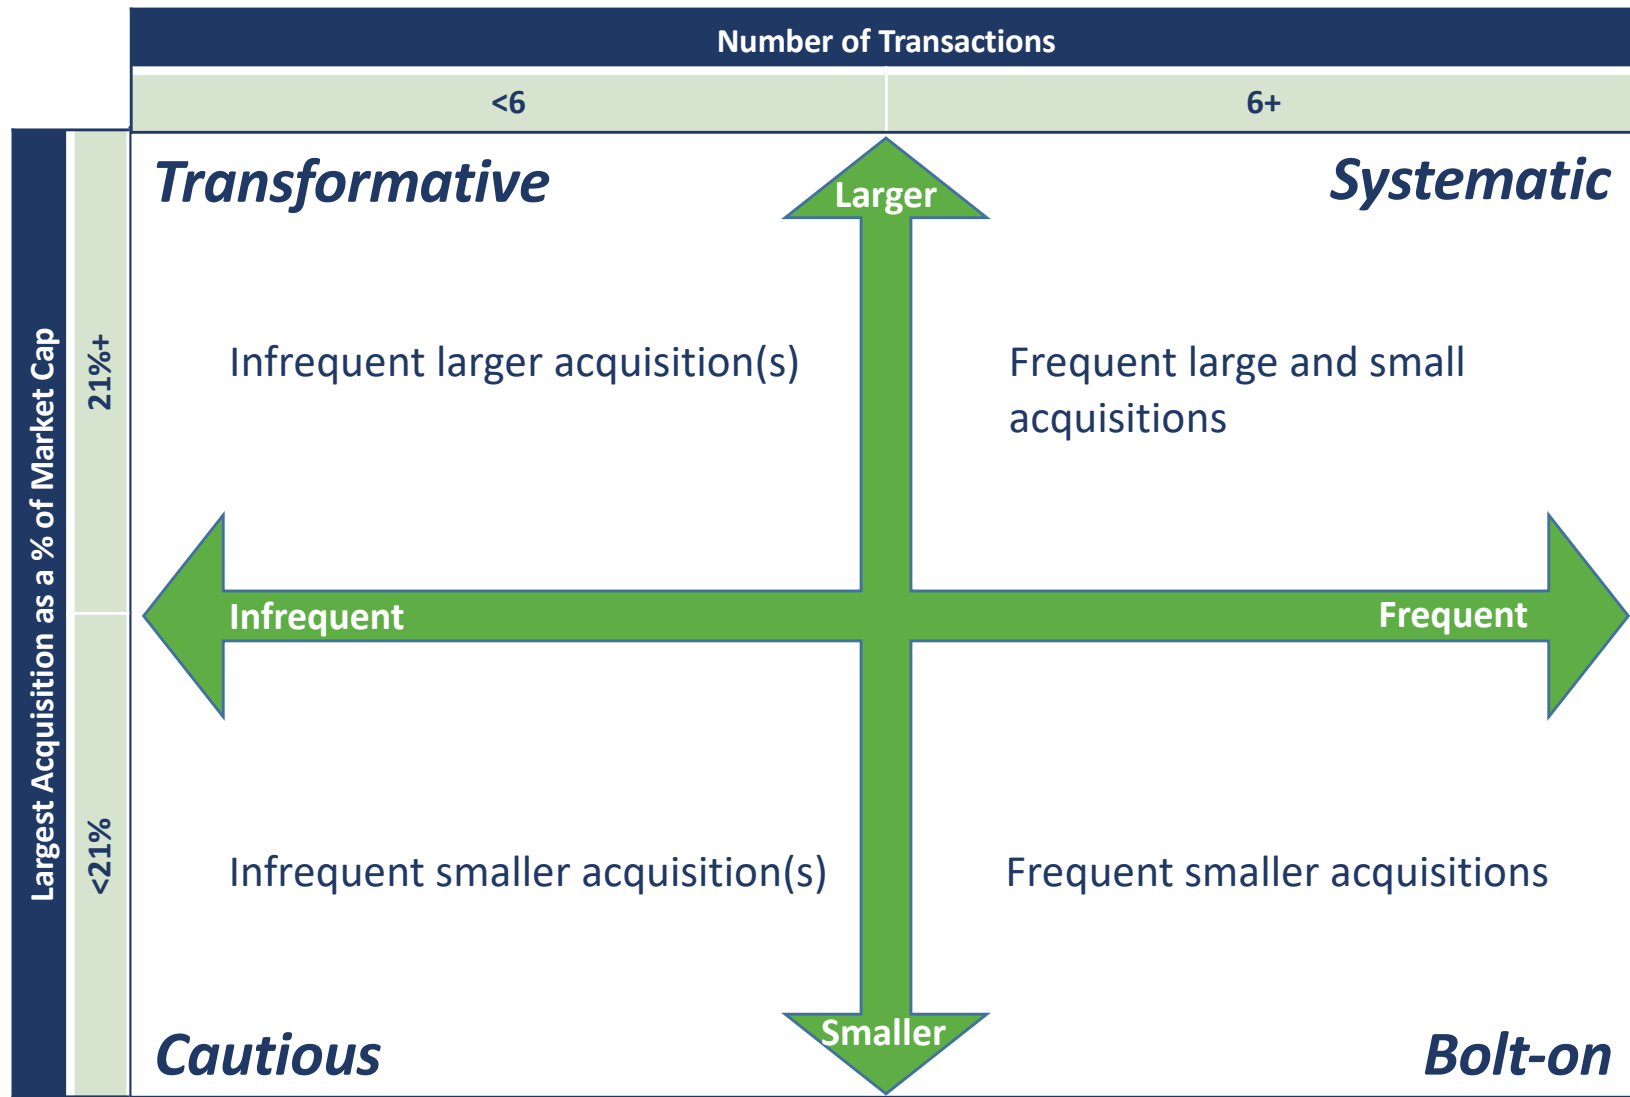 Number of Transactions
<6
6+
Largest Acquisition as a % of Market Cap
21%+
<21%
Transformative
Larger
Systematic
Infrequent larger acquisition(s)
Frequent large and small
acquisitions
Infrequent
Frequent
Infrequent smaller acquisition(s)
Frequent smaller acquisitions
Cautious
Smaller
Bolt-on